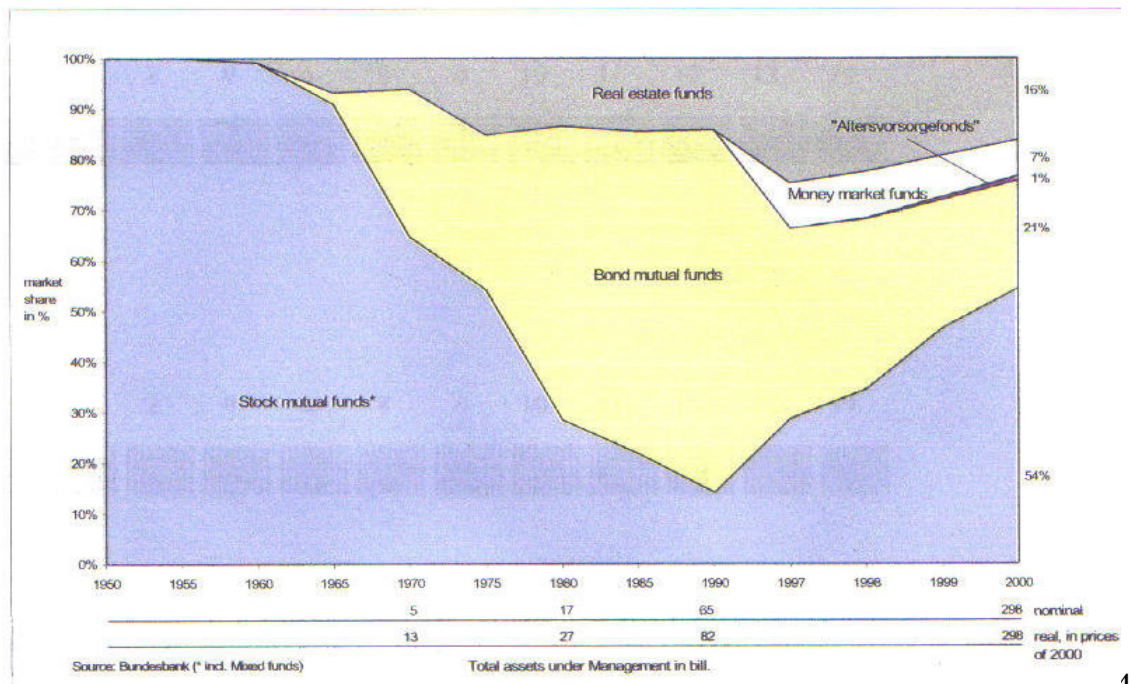 100%
90%
80%
70%
60%
50%
40%
30%
20%
10%
0%
market
share
in %
Real estate funds
"Altersvorsorgefonds"
Money market funds
Bond mutual funds
Stock mutual funds*
16%
7%
1%
21%
54%
1950 1955 1960 1965 1970 1975 1980 1985 1990 1997 1998 1999 2000
5 17 65 298 nominal
13 27 82 298 real, in prices
of 2000
Source: Bundesbank (* incl. Mixed funds) Total assets under Management in bill.